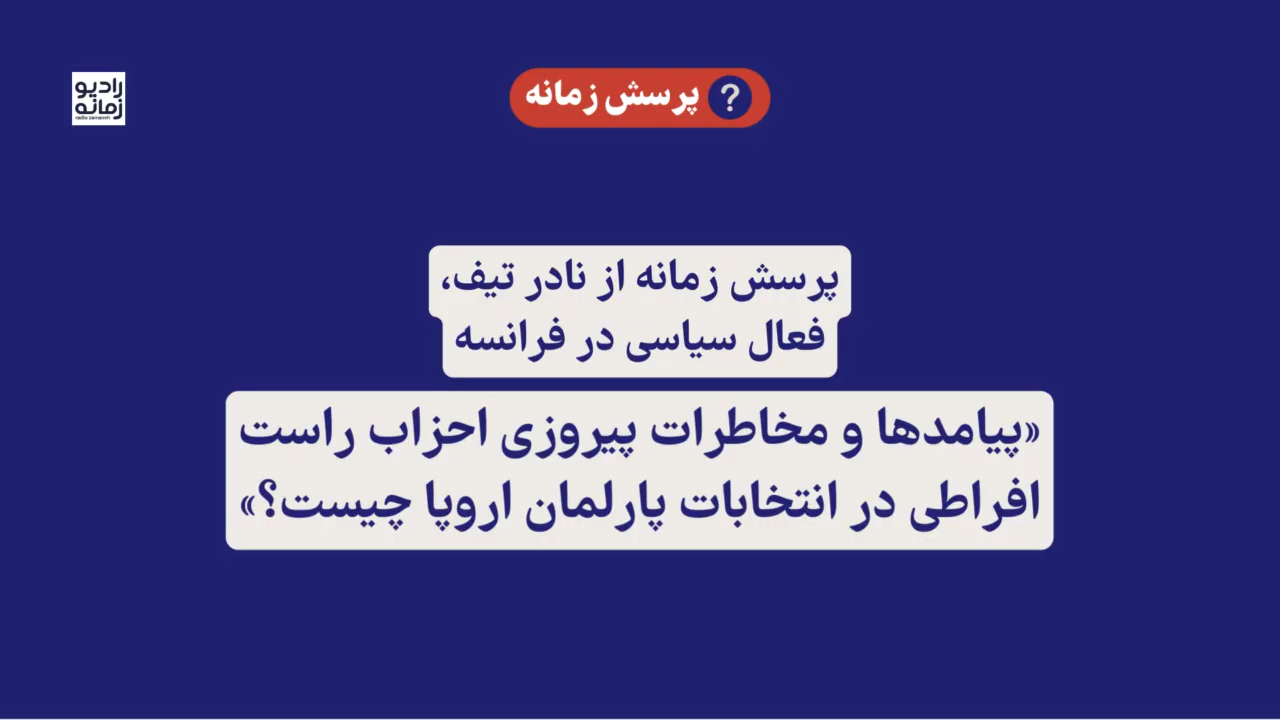 رادیو
زمانه
radio zamaneh
پرسش زمانه ?
پرسش زمانه از نادر تیف،
فعال سیاسی در فرانسه
«پیامدها و مخاطرات پیروزی احزاب راست
افراطی در انتخابات پارلمان اروپا چیست؟»